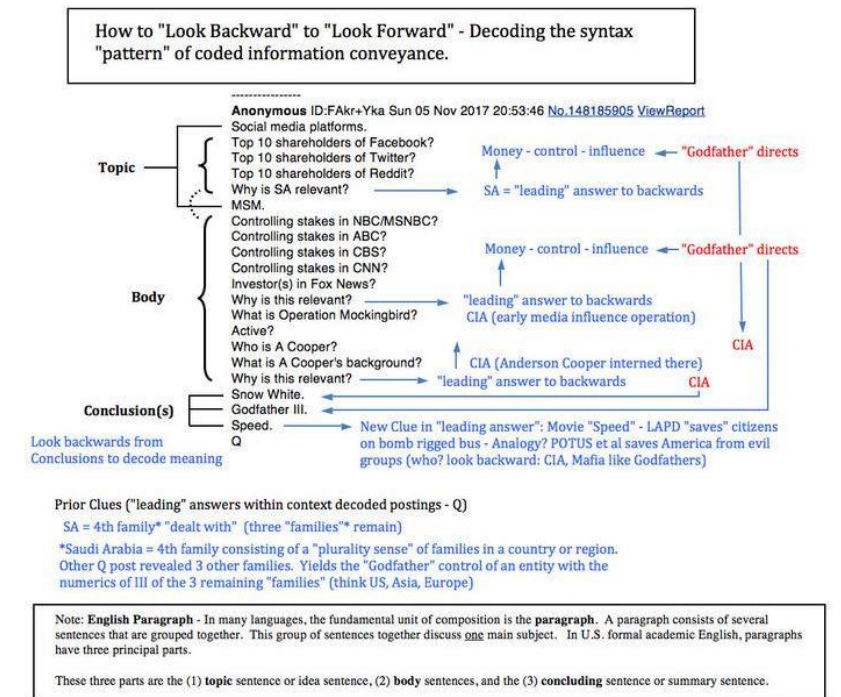 How to "Look Backward" to "Look Forward" - Decoding the syntax
"pattern" of coded information conveyance.
----------------
Anonymous ID:FAkr+Yka Sun 05 Nov 2017 20:53:46 No.148185905 ViewReport
Social media platforms.
Top 10 shareholders of Facebook?
Top 10 shareholders of Twitter?
Top 10 shareholders of Reddit?
Why is SA relevant?
MSM.
Topic
Money - control - influence
"Godfather" directs
SA = "leading" answer to backwards
Controlling stakes in NBC/MSNBC?
Controlling stakes in ABC?
Controlling stakes in CBS?
Controlling stakes in CNN?
Investor(s) in Fox News?
Why is this relevant?
What is Operation Mockingbird?
Active?
Who is A Cooper?
What is A Cooper's background?
Why is this relevant?
Body
Money - control - influence
"Godfather" directs
"leading" answer to backwards
CIA (early media influence operation)
CIA
CIA (Anderson Cooper interned there)
"leading" answer to backwards
CIA
Snow White.
Godfather III.
Speed.
Q
Conclusion(s)
Look backwards from
Conclusions to decode meaning
New Clue in "leading answer": Movie "Speed" - LAPD "saves" citizens
on bomb rigged bus - Analogy? POTUS et al saves America from evil
groups (who? look backward: CIA, Mafia like Godfathers)
Prior Clues ("leading" answers within context decoded postings - Q)
SA = 4th family* "dealt with" (three "families"* remain)
*Saudi Arabia = 4th family consisting of a "plurality sense" of families in a country or region.
Other Q post revealed 3 other families. Yields the "Godfather" control of an entity with the
numerics of III of the 3 remaining "families" (think US, Asia, Europe)
Note: English Paragraph - In many languages, the fundamental unit of composition is the paragraph. A paragraph consists of several
sentences that are grouped together. This group of sentences together discuss one main subject. In U.S. formal academic English, paragraphs
have three principal parts.
These three parts are the (1) topic sentence or idea sentence, (2) body sentences, and the (3) concluding sentence or summary sentence.